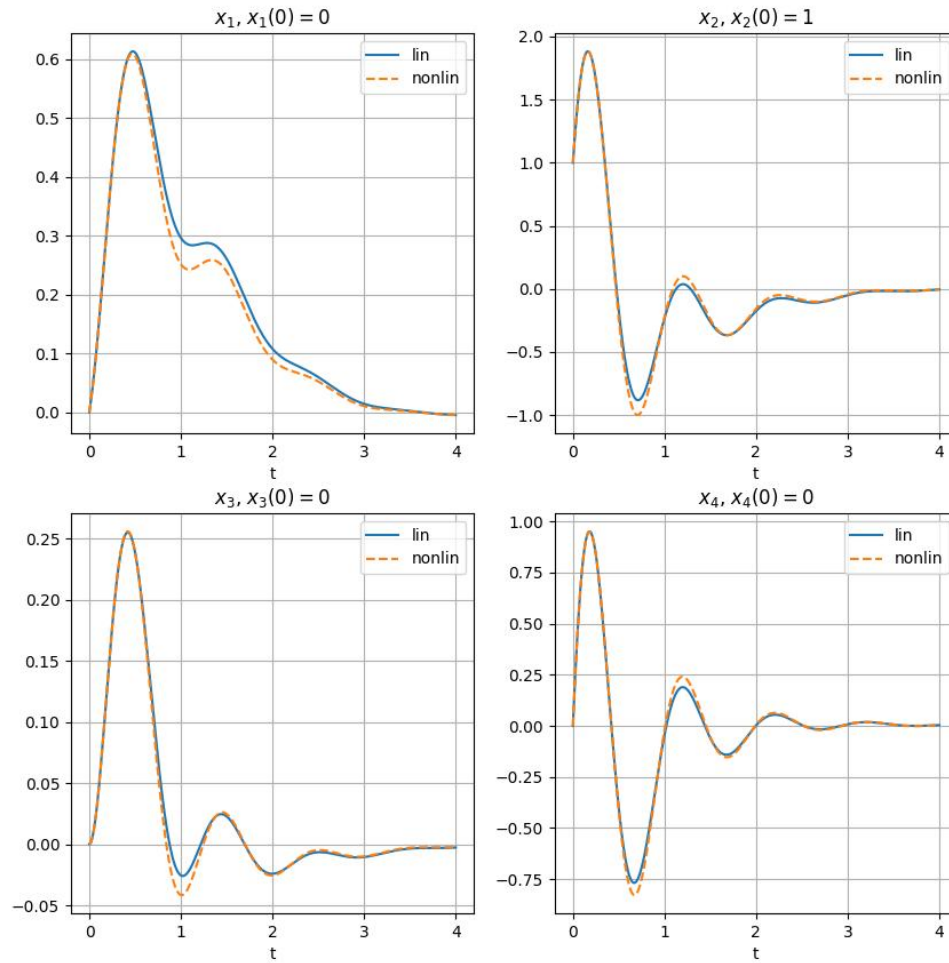 x₁, x₁(0) = 0
lin
nonlin
0.6
0.5
0.4
0.3
0.2
0.1
0.0
0 1 2 3 4
t
x₂, x₂(0) = 1
lin
nonlin
2.0
1.5
1.0
0.5
0.0
−0.5
−1.0
0 1 2 3 4
t
x₃, x₃(0) = 0
lin
nonlin
0.25
0.20
0.15
0.10
0.05
0.00
−0.05
0 1 2 3 4
t
x₄, x₄(0) = 0
lin
nonlin
1.00
0.75
0.50
0.25
0.00
−0.25
−0.50
−0.75
0 1 2 3 4
t